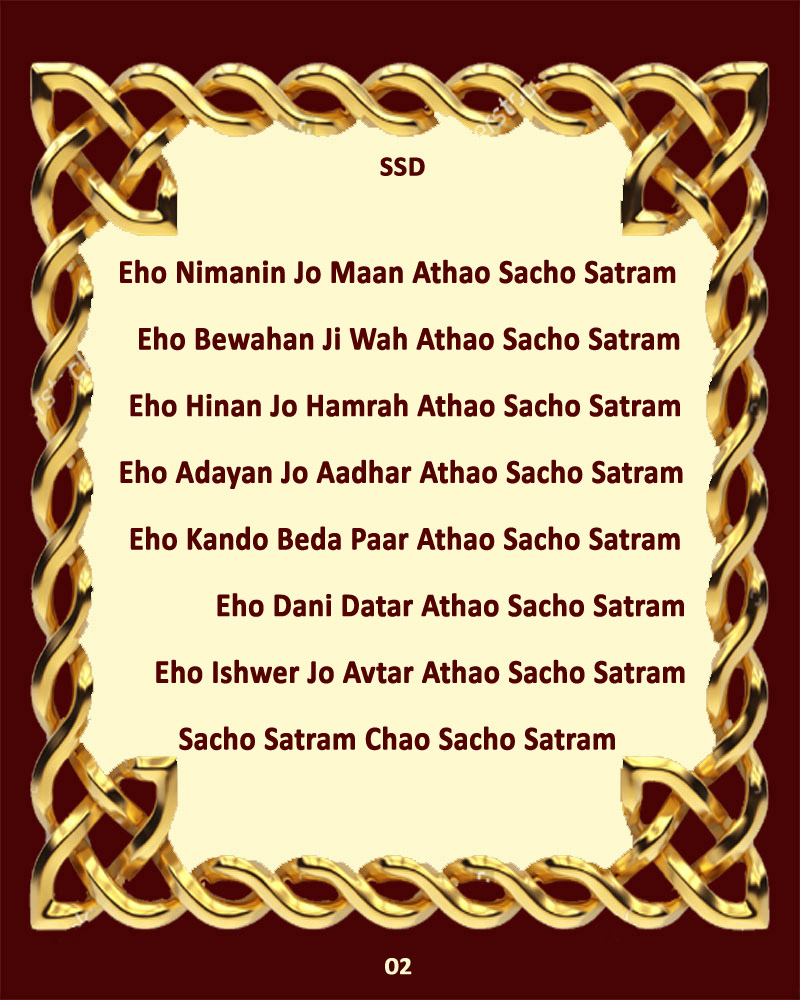 SSD
Eho Nimanin Jo Maan Athao Sacho Satram
Eho Bewahan Ji Wah Athao Sacho Satram
Eho Hinan Jo Hamrah Athao Sacho Satram
Eho Adayan Jo Aadhar Athao Sacho Satram
Eho Kando Beda Paar Athao Sacho Satram
Eho Dani Datar Athao Sacho Satram
Eho Ishwer Jo Avtar Athao Sacho Satram
Sacho Satram Chao Sacho Satram
02